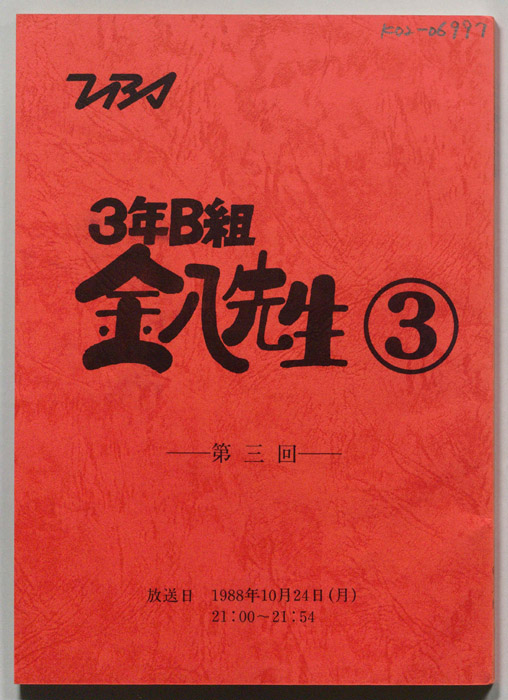 K02-06997
TBS
3年B組
金八先生③
第三回
放送日 1988年10月24日(月)
21:00～21:54